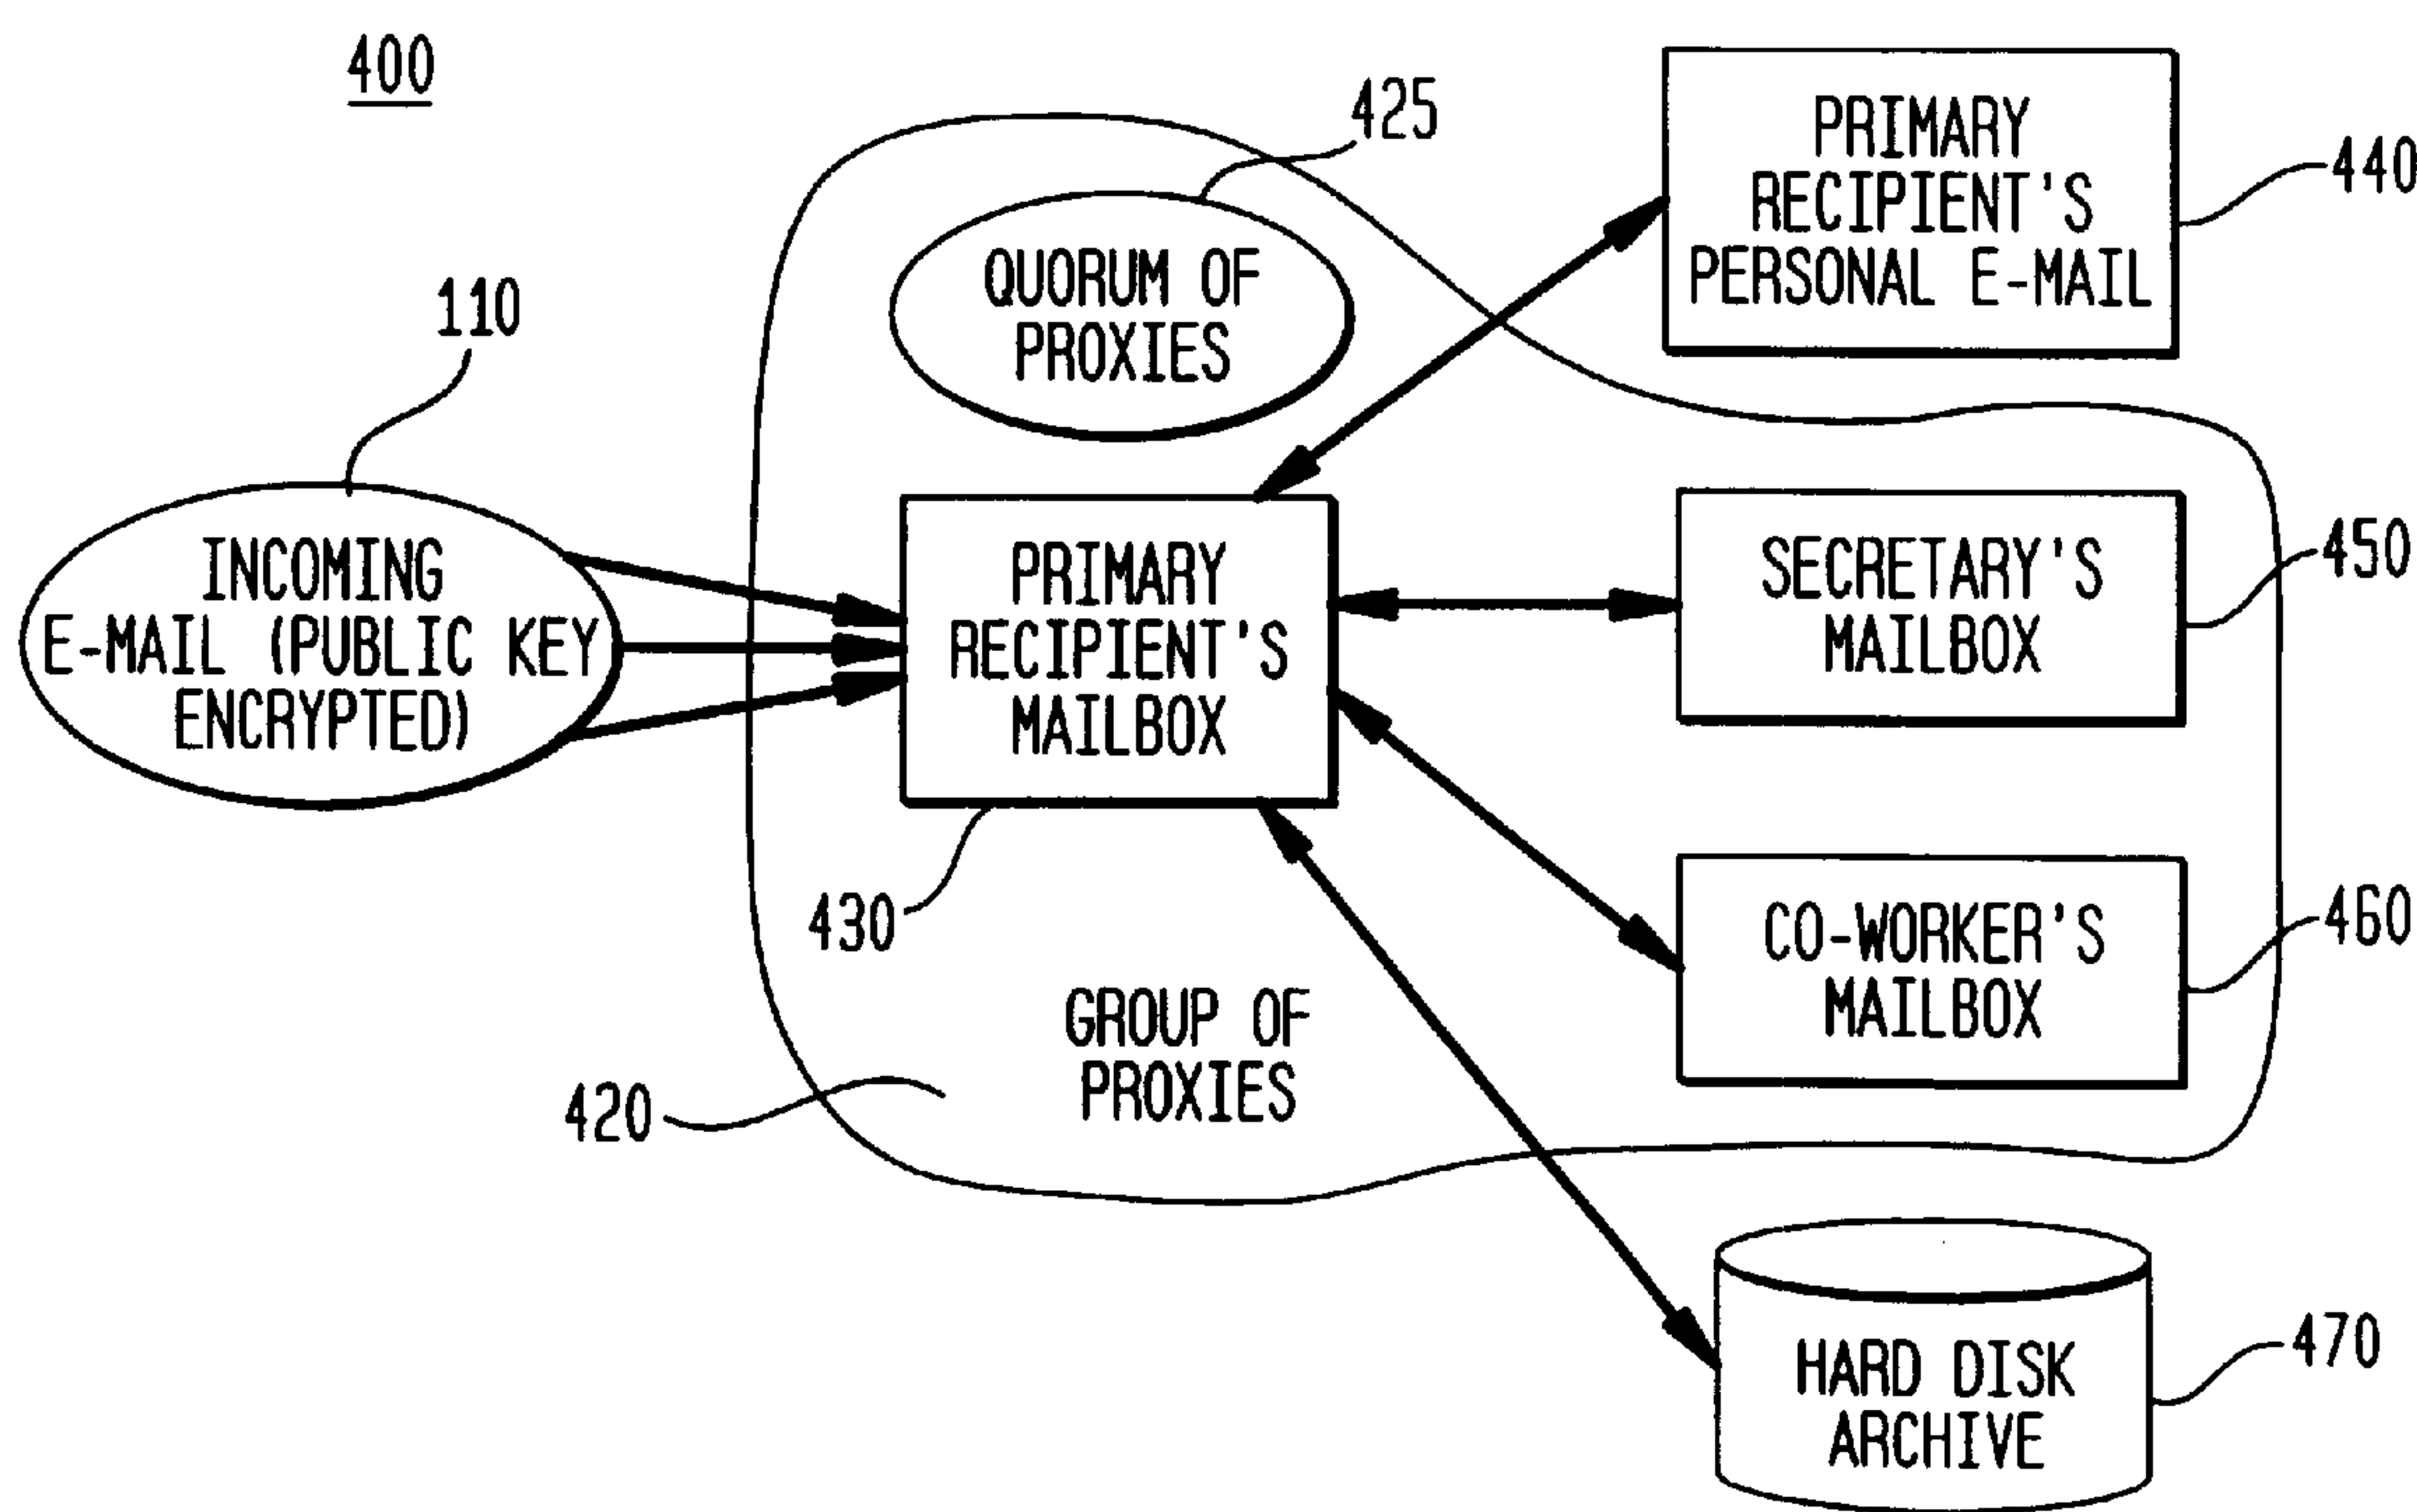 400
425
PRIMARY
RECIPIENT'S
PERSONAL E-MAIL
440
QUORUM OF
PROXIES
110
INCOMING
E-MAIL (PUBLIC KEY
ENCRYPTED)
PRIMARY
RECIPIENT'S
MAILBOX
430
SECRETARY'S
MAILBOX
450
CO-WORKER'S
MAILBOX
460
GROUP OF
PROXIES
420
HARD DISK
ARCHIVE
470